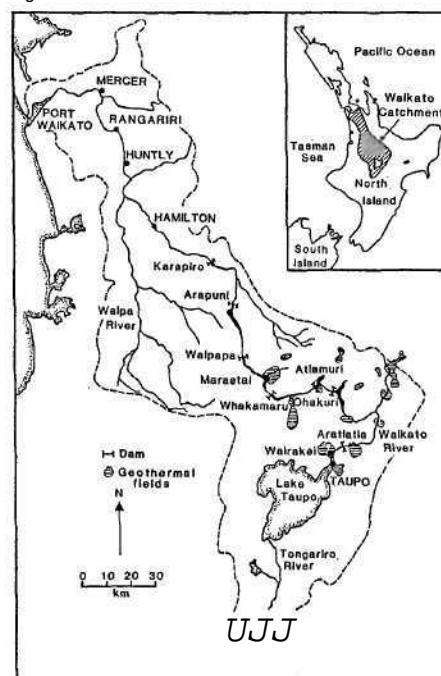 Pacific Ocean
Waikato
Catchment
Tasman
Sea
North
Island
South
Island
MERCER
PORT
WAIKATO
RANGARIRI
HUNTLY
HAMILTON
Karapiro
Arapuni
Waipa
River
Waipapa
Maraetai
Atiamuri
Whakamaru
Ohakuri
Aratiatia
Waikato
River
Wairakei
TAUPO
Lake
Taupo
Dam
Geothermal
fields
N
Tongariro
River
0 10 20 30
km
UJJ